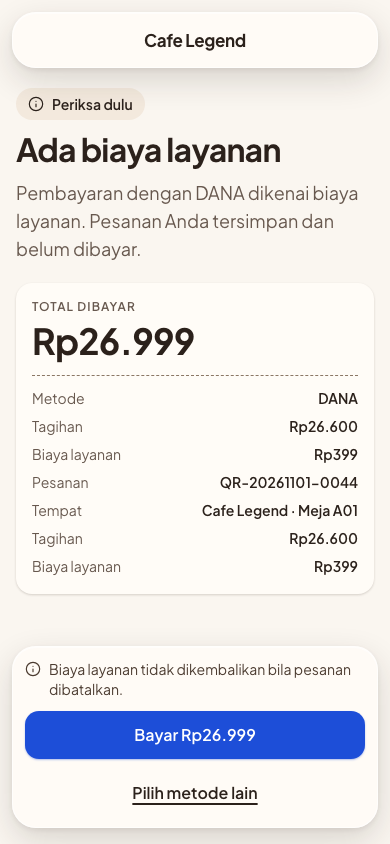 Cafe Legend
Periksa dulu
Ada biaya layanan
Pembayaran dengan DANA dikenai biaya
layanan. Pesanan Anda tersimpan dan
belum dibayar.
TOTAL DIBAYAR
Rp26.999
Metode DANA
Tagihan Rp26.600
Biaya layanan Rp399
Pesanan QR-20261101-0044
Tempat Cafe Legend · Meja A01
Tagihan Rp26.600
Biaya layanan Rp399
Biaya layanan tidak dikembalikan bila pesanan
dibatalkan.
Bayar Rp26.999
Pilih metode lain